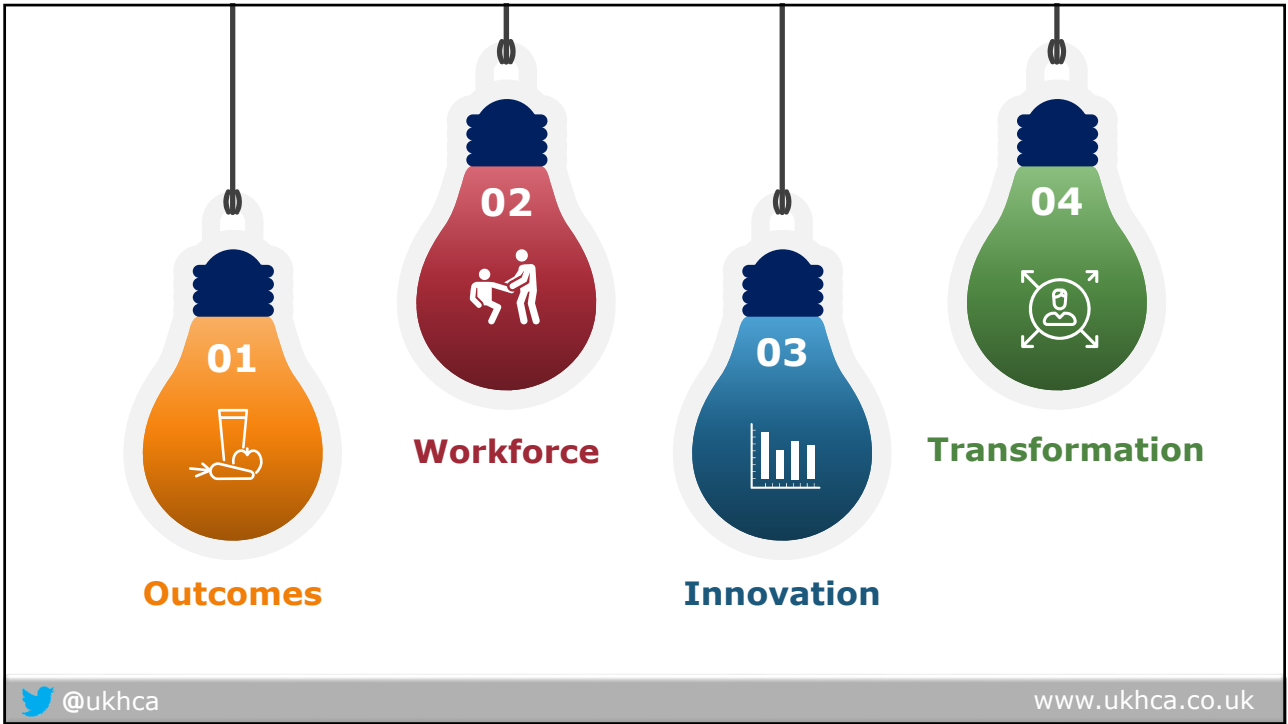 01
Outcomes
02
Workforce
03
Innovation
04
Transformation
@ukhca
www.ukhca.co.uk